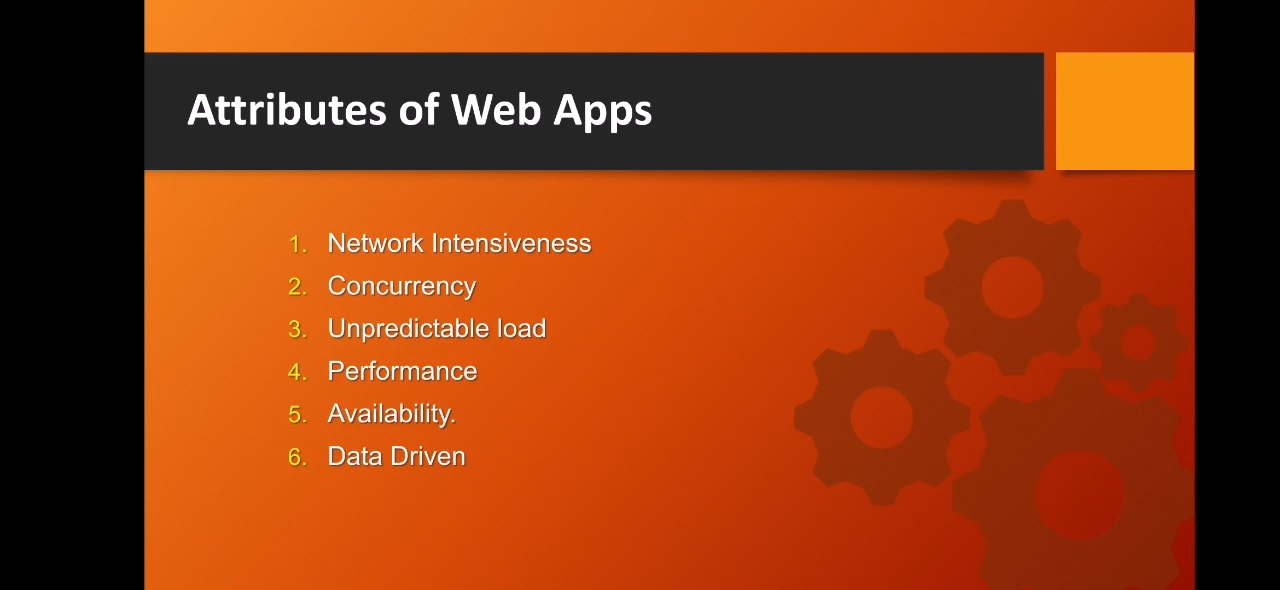 Attributes of Web Apps
1. Network Intensiveness
2. Concurrency
3. Unpredictable load
4. Performance
5. Availability.
6. Data Driven